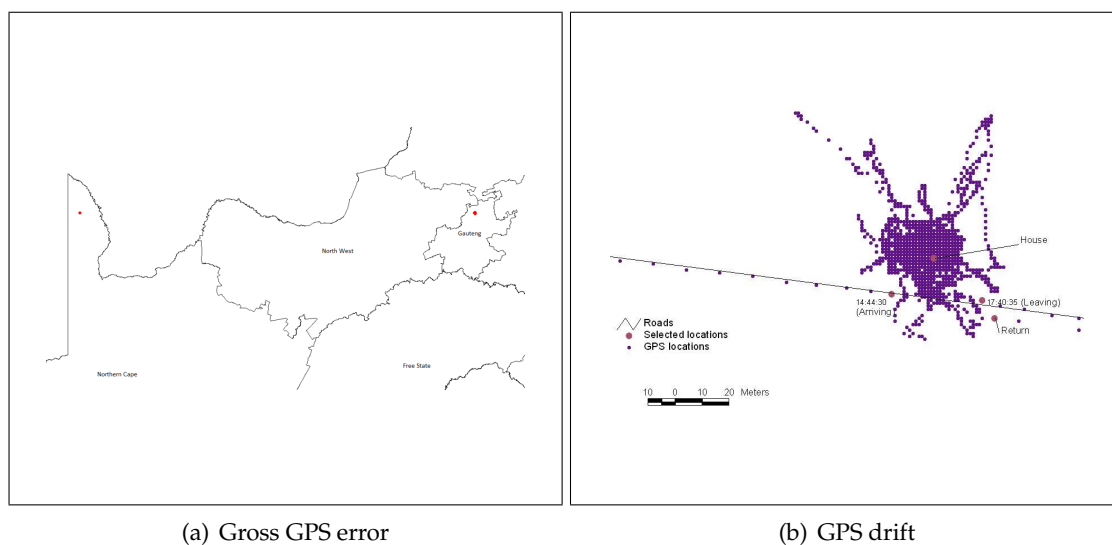 North West
Gauteng
Northern Cape
Free State
(a) Gross GPS error
House
14:44:30
(Arriving)
17:40:35 (Leaving)
Return
Roads
Selected locations
GPS locations
10 0 10 20 Meters
(b) GPS drift